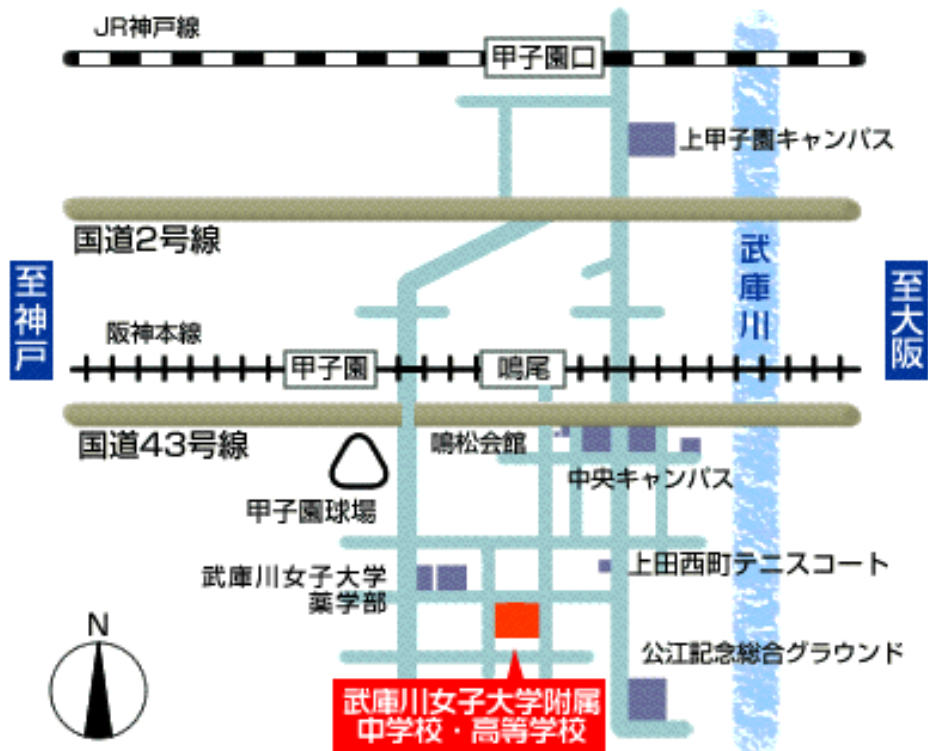 JR神戸線
甲子園口
上甲子園キャンパス
国道2号線
武庫川
至神戸
至大阪
阪神本線
甲子園
鳴尾
国道43号線
鳴松会館
中央キャンパス
甲子園球場
上田西町テニスコート
武庫川女子大学
薬学部
N
公江記念総合グラウンド
武庫川女子大学附属
中学校・高等学校